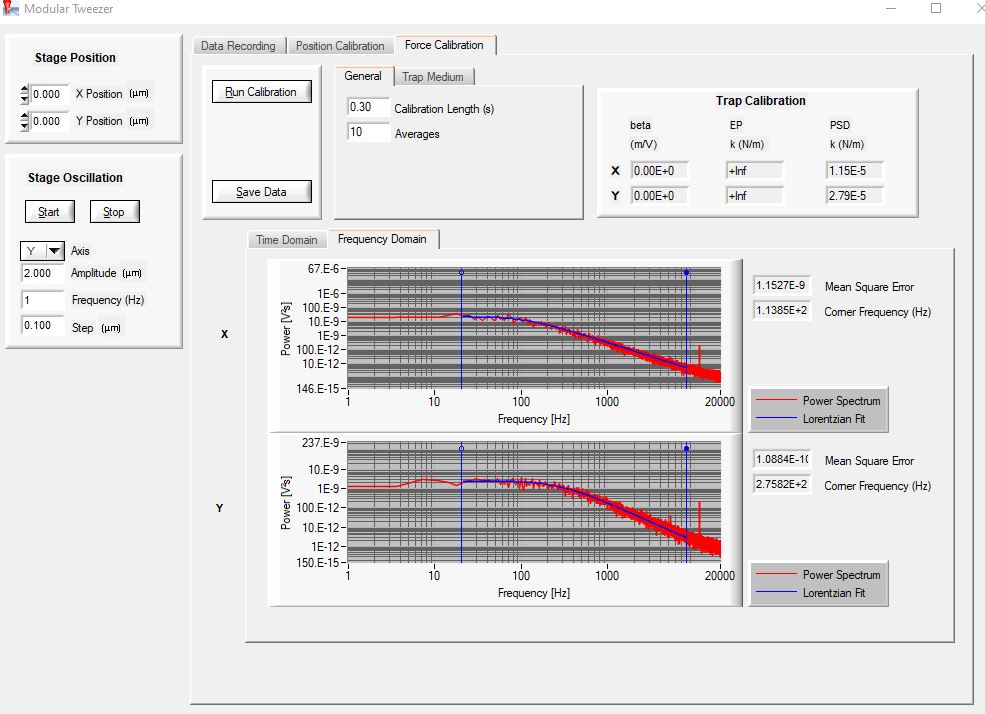 Modular Tweezer
Stage Position
0.000 X Position (µm)
0.000 Y Position (µm)
Stage Oscillation
Start Stop
Y Axis
2.000 Amplitude (µm)
1 Frequency (Hz)
0.100 Step (µm)
Data Recording Position Calibration Force Calibration
Run Calibration
Save Data
General Trap Medium
0.30 Calibration Length (s)
10 Averages
Trap Calibration
beta EP PSD
(m/V) k (N/m) k (N/m)
X 0.00E+0 +Inf 1.15E-5
Y 0.00E+0 +Inf 2.79E-5
Time Domain Frequency Domain
X
Power [V²s]
67.E-6
1E-6
100.E-9
10.E-9
1E-9
100.E-12
146.E-15
1 10 100 1000 20000
Frequency [Hz]
1.1527E-9 Mean Square Error
1.1385E+2 Corner Frequency (Hz)
Power Spectrum
Lorentzian Fit
Y
Power [V²s]
237.E-9
10.E-9
1E-9
100.E-12
10.E-12
1E-12
150.E-15
1 10 100 1000 20000
Frequency [Hz]
1.0884E-10 Mean Square Error
2.7582E+2 Corner Frequency (Hz)
Power Spectrum
Lorentzian Fit